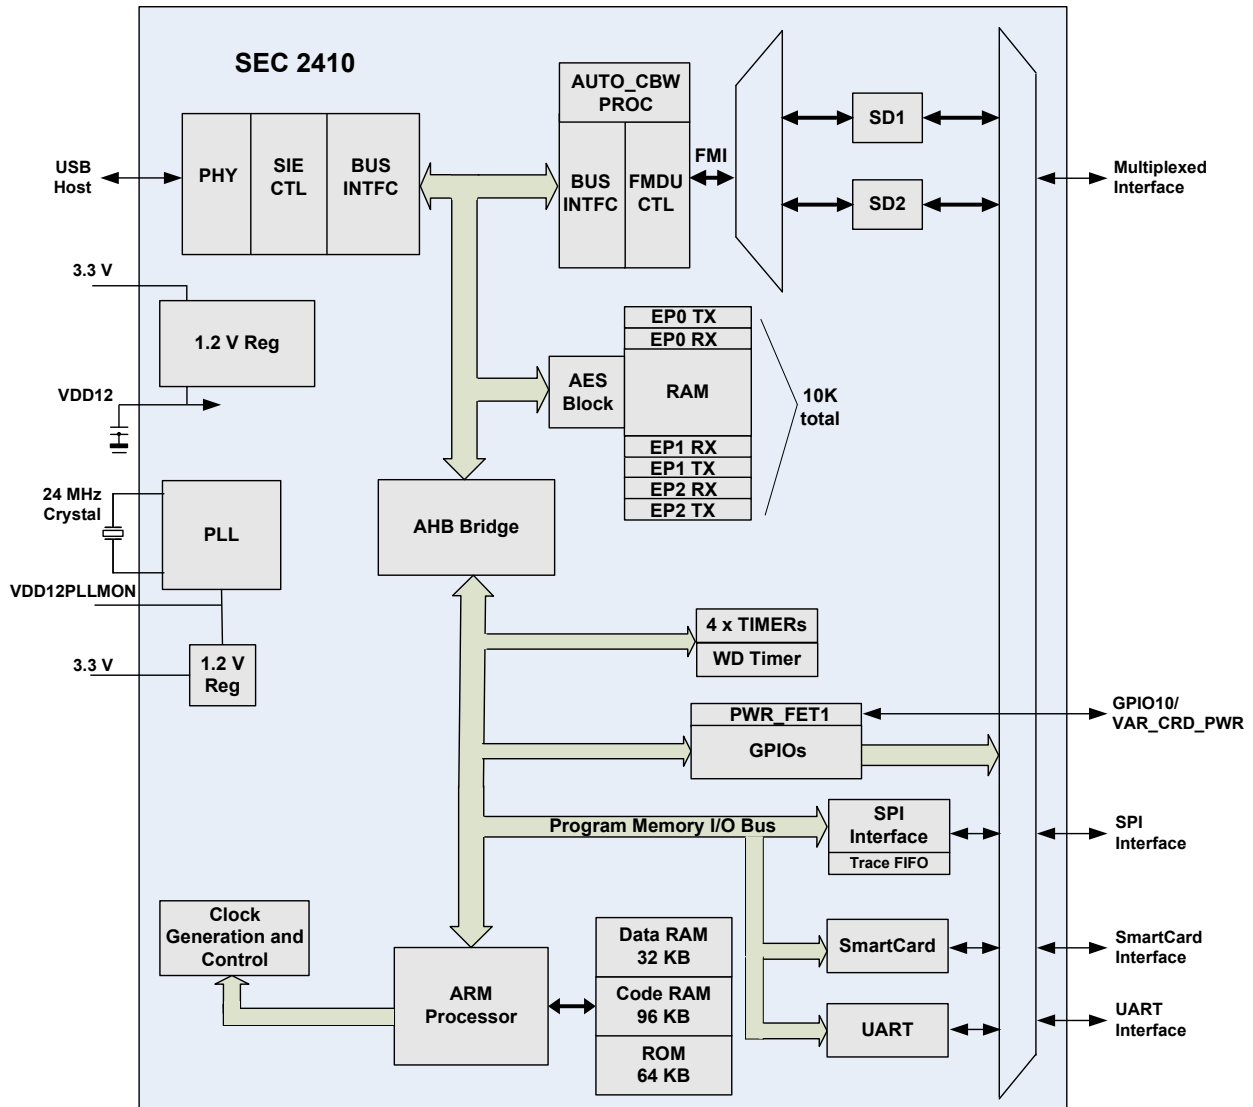 SEC 2410
AUTO_CBW
PROC
PHY
SIE
CTL
BUS
INTFC
BUS
INTFC
FMDU
CTL
FMI
SD1
SD2
USB
Host
Multiplexed
Interface
3.3 V
1.2 V Reg
VDD12
EP0 TX
EP0 RX
AES
Block
RAM
EP1 RX
EP1 TX
EP2 RX
EP2 TX
10K
total
24 MHz
Crystal
PLL
AHB Bridge
VDD12PLLMON
3.3 V
1.2 V
Reg
4 x TIMERs
WD Timer
PWR_FET1
GPIOs
GPIO10/
VAR_CRD_PWR
Program Memory I/O Bus
SPI
Interface
Trace FIFO
SPI
Interface
Clock
Generation and
Control
ARM
Processor
Data RAM
32 KB
Code RAM
96 KB
ROM
64 KB
SmartCard
SmartCard
Interface
UART
UART
Interface